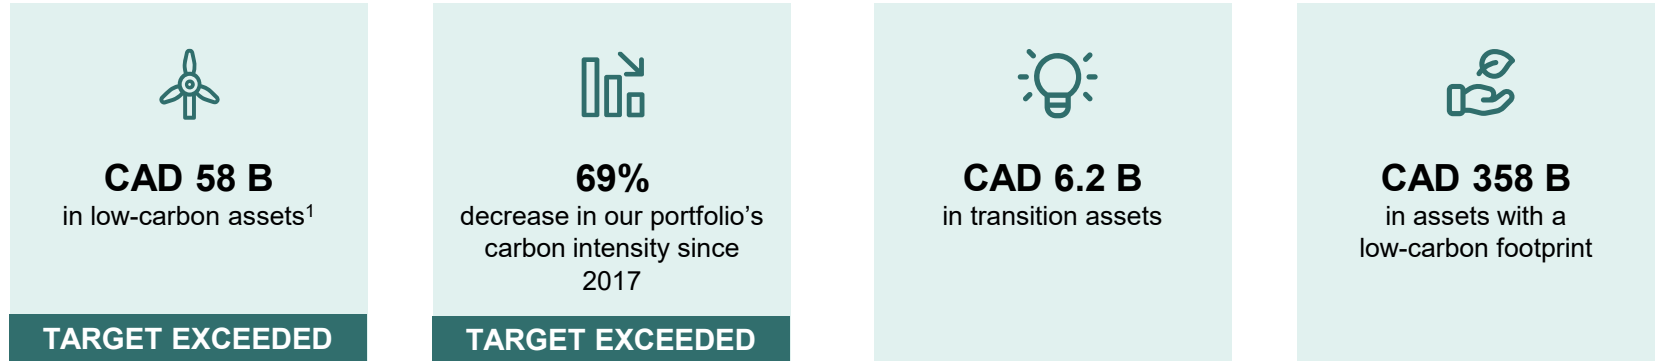 CAD 58 B
in low-carbon assets¹
TARGET EXCEEDED
69%
decrease in our portfolio’s
carbon intensity since
2017
TARGET EXCEEDED
CAD 6.2 B
in transition assets
CAD 358 B
in assets with a
low-carbon footprint